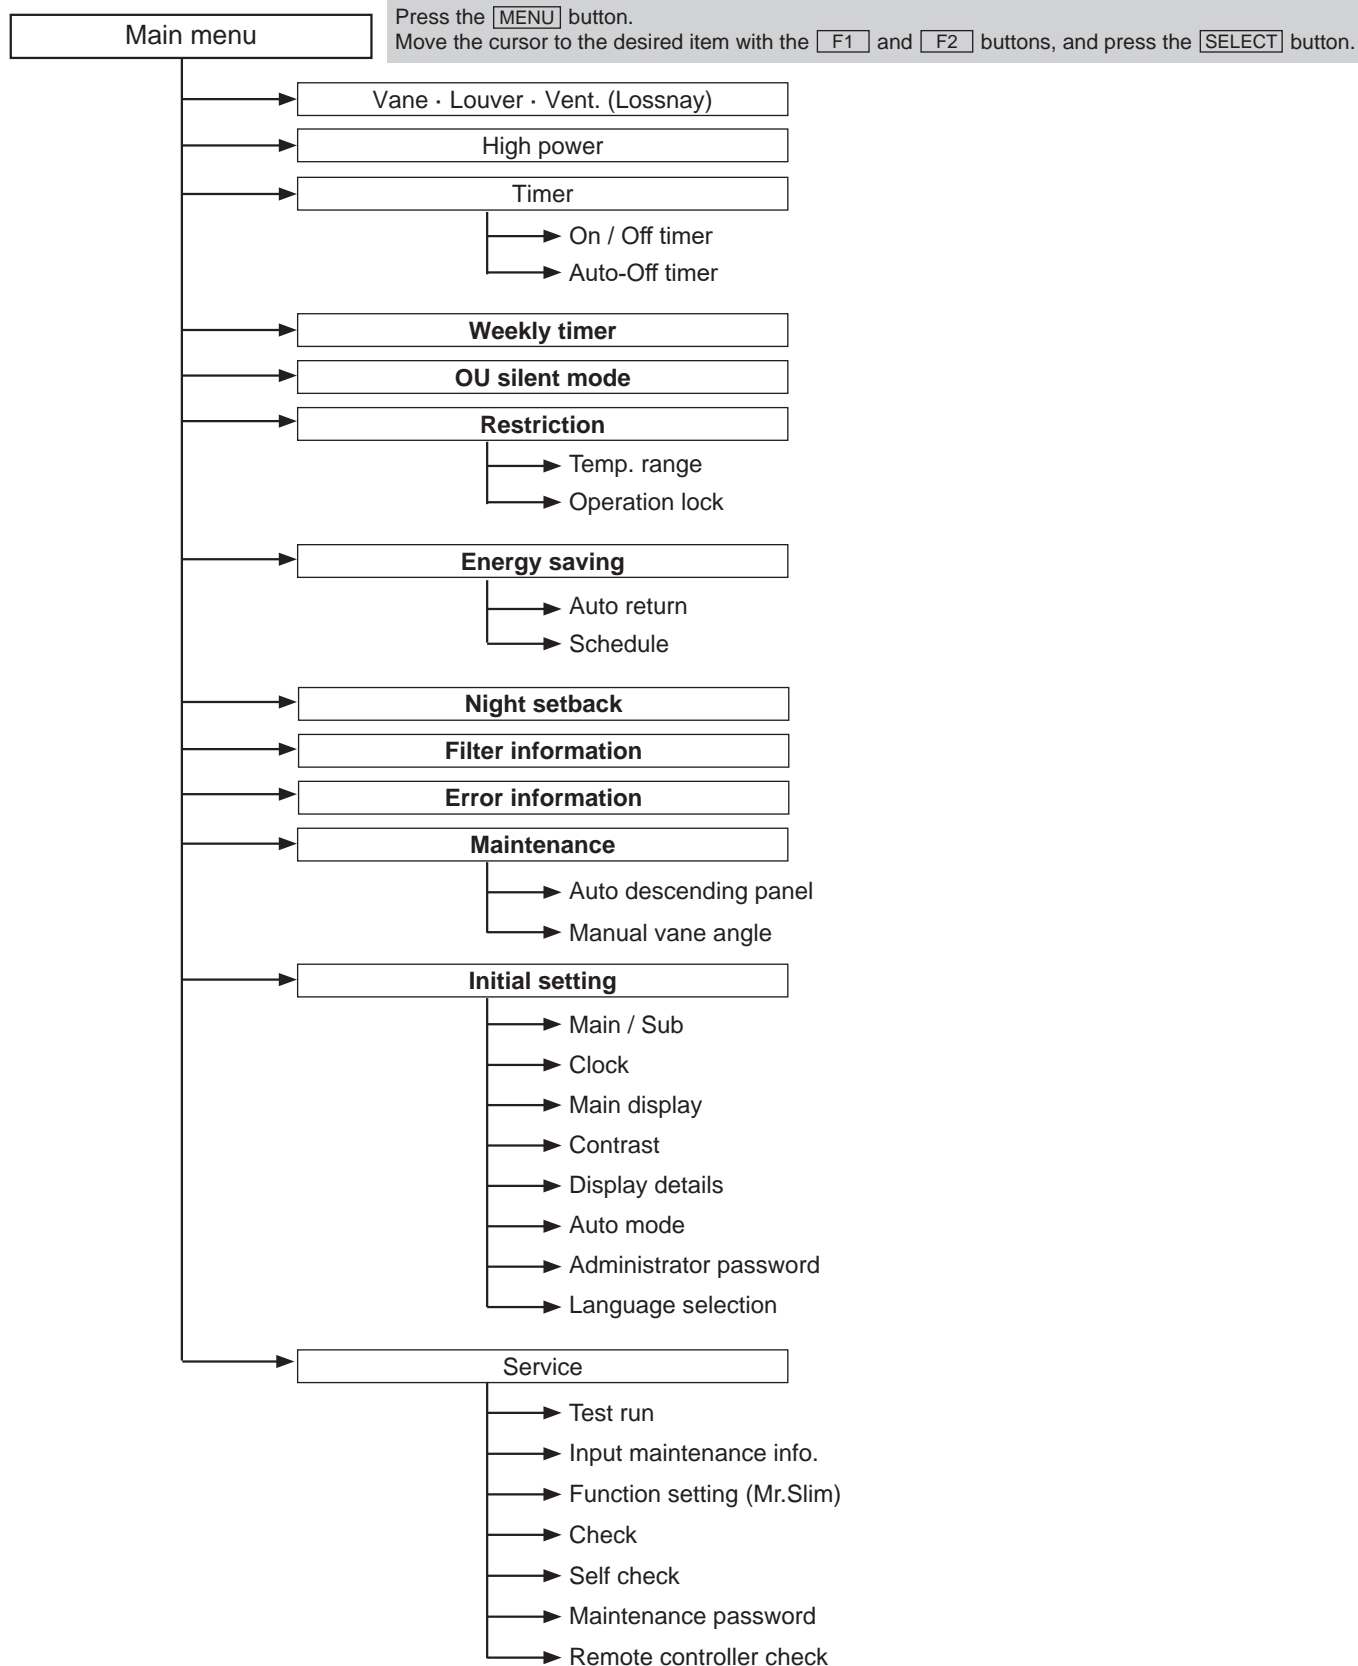 Main menu
Press the MENU button.
Move the cursor to the desired item with the F1 and F2 buttons, and press the SELECT button.
Vane · Louver · Vent. (Lossnay)
High power
Timer
On / Off timer
Auto-Off timer
Weekly timer
OU silent mode
Restriction
Temp. range
Operation lock
Energy saving
Auto return
Schedule
Night setback
Filter information
Error information
Maintenance
Auto descending panel
Manual vane angle
Initial setting
Main / Sub
Clock
Main display
Contrast
Display details
Auto mode
Administrator password
Language selection
Service
Test run
Input maintenance info.
Function setting (Mr.Slim)
Check
Self check
Maintenance password
Remote controller check